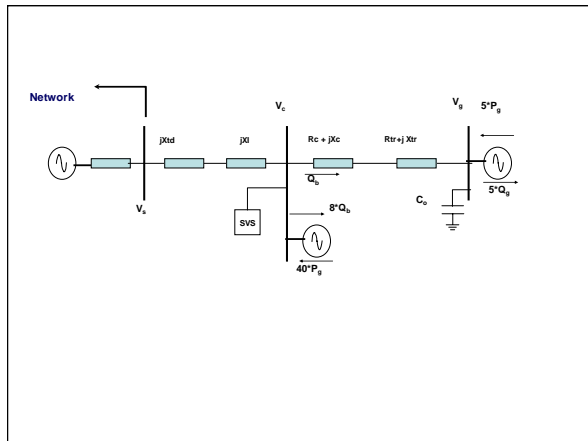 Network
jXtd
jXl
Vc
Rc + jXc
Rtr+j Xtr
Vg
5*Pg
Qb
5*Qg
Co
Vs
SVS
8*Qb
40*Pg